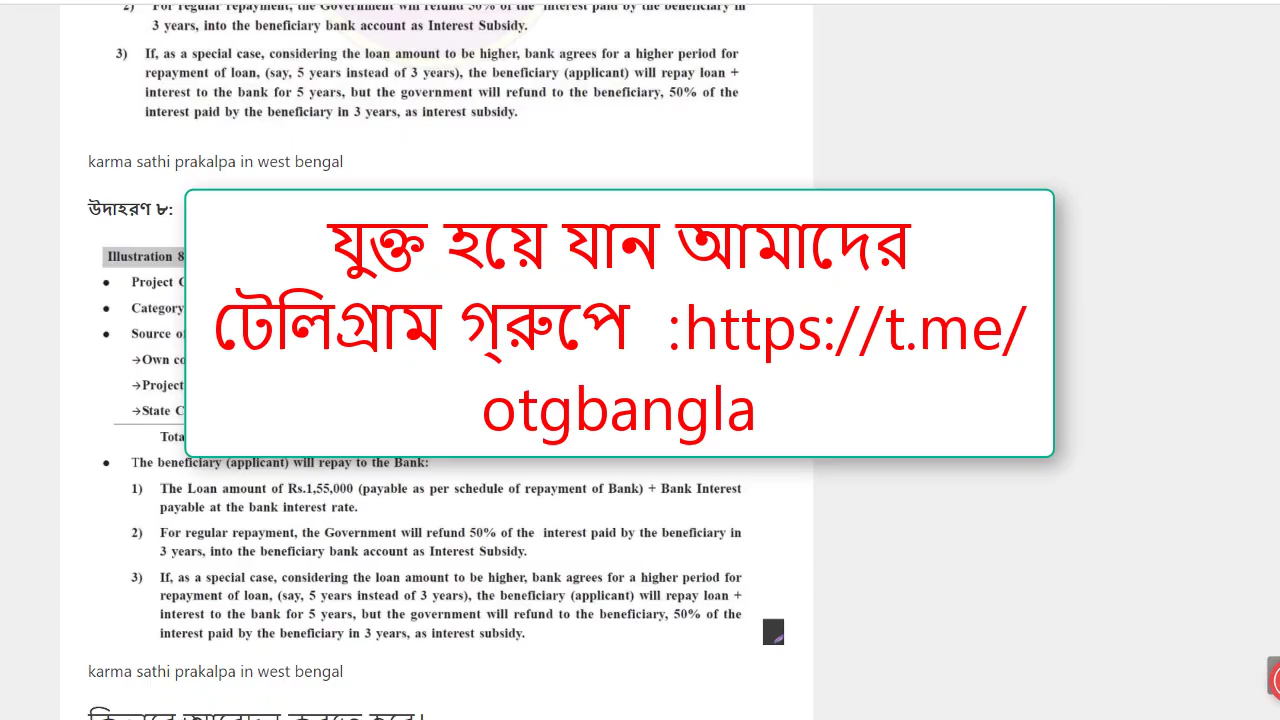 2) For regular repayment, the Government will refund 50% of the interest paid by the beneficiary in
3 years, into the beneficiary bank account as Interest Subsidy.
3) If, as a special case, considering the loan amount to be higher, bank agrees for a higher period for
repayment of loan, (say, 5 years instead of 3 years), the beneficiary (applicant) will repay loan +
interest to the bank for 5 years, but the government will refund to the beneficiary, 50% of the
interest paid by the beneficiary in 3 years, as interest subsidy.
karma sathi prakalpa in west bengal
উদাহরণ ৮:
যুক্ত হয়ে যান আমাদের
টেলিগ্রাম গ্‌রুপে :https://t.me/
otgbangla
Illustration 8
• Project
• Category
• Source
→Own
→Project
→State
• The beneficiary (applicant) will repay to the Bank:
1) The Loan amount of Rs.1,55,000 (payable as per schedule of repayment of Bank) + Bank Interest
payable at the bank interest rate.
2) For regular repayment, the Government will refund 50% of the interest paid by the beneficiary in
3 years, into the beneficiary bank account as Interest Subsidy.
3) If, as a special case, considering the loan amount to be higher, bank agrees for a higher period for
repayment of loan, (say, 5 years instead of 3 years), the beneficiary (applicant) will repay loan +
interest to the bank for 5 years, but the government will refund to the beneficiary, 50% of the
interest paid by the beneficiary in 3 years, as interest subsidy.
karma sathi prakalpa in west bengal